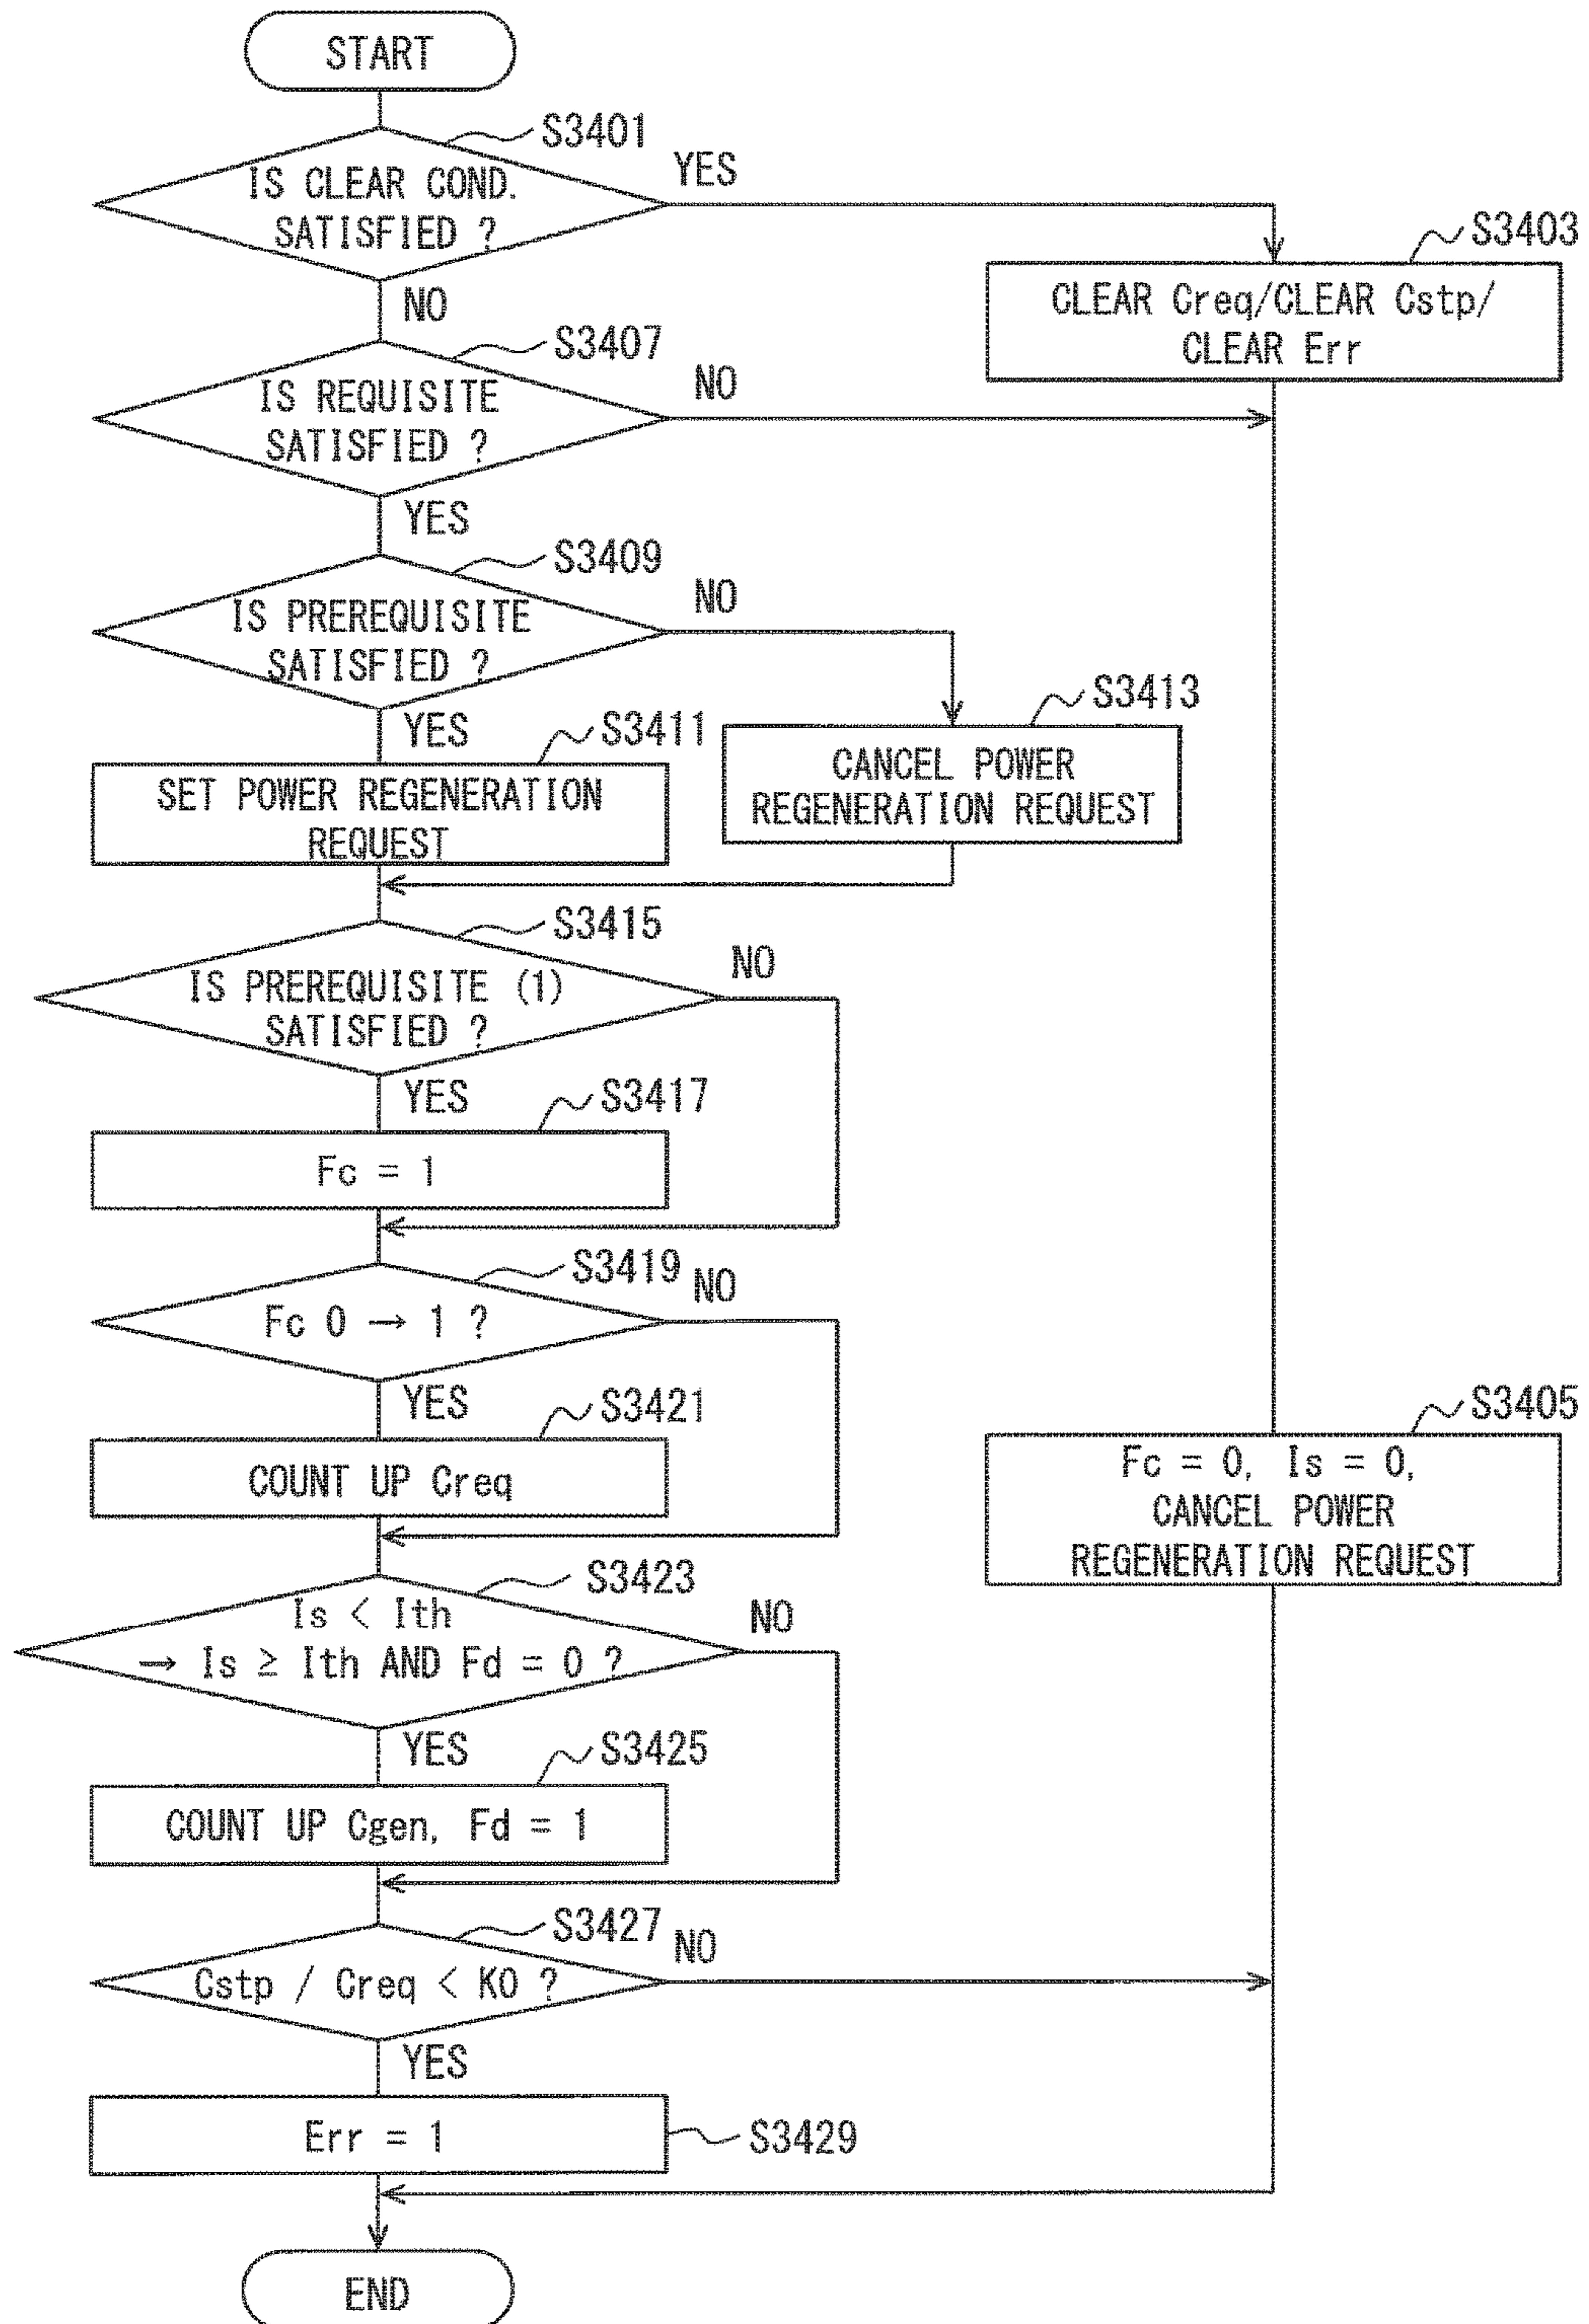 START
S3401
IS CLEAR COND.
SATISFIED ?
YES
NO
S3403
CLEAR Creq/CLEAR Cstp/
CLEAR Err
S3407
IS REQUISITE
SATISFIED ?
NO
YES
S3409
IS PREREQUISITE
SATISFIED ?
NO
YES
S3411
SET POWER REGENERATION
REQUEST
S3413
CANCEL POWER
REGENERATION REQUEST
S3415
IS PREREQUISITE (1)
SATISFIED ?
NO
YES
S3417
Fc = 1
S3419
Fc 0 → 1 ?
NO
YES
S3421
COUNT UP Creq
S3405
Fc = 0, Is = 0,
CANCEL POWER
REGENERATION REQUEST
S3423
Is < Ith
→ Is ≥ Ith AND Fd = 0 ?
NO
YES
S3425
COUNT UP Cgen, Fd = 1
S3427
Cstp / Creq < K0 ?
NO
YES
Err = 1
S3429
END